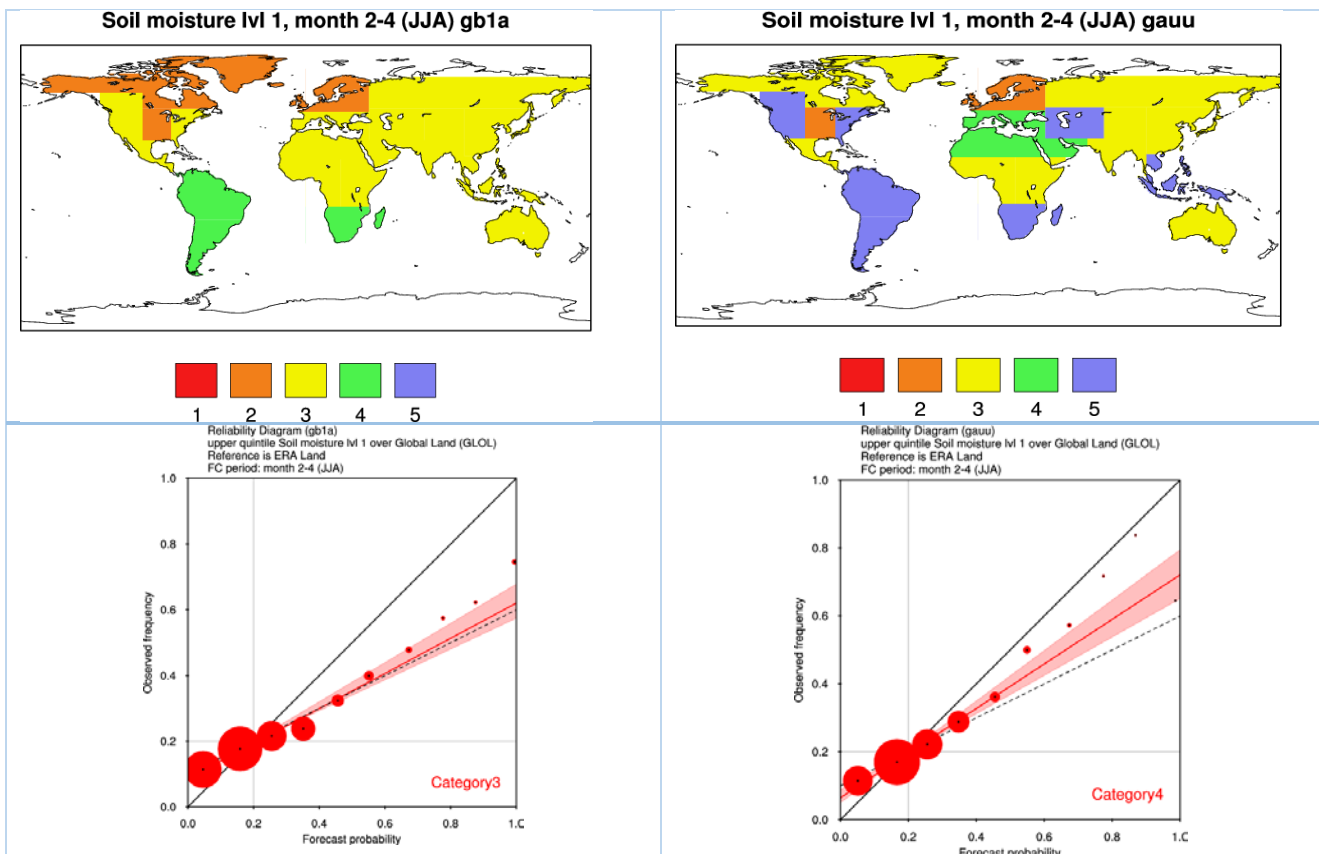 Soil moisture lvl 1, month 2-4 (JJA) gb1a
1 2 3 4 5
Soil moisture lvl 1, month 2-4 (JJA) gauu
1 2 3 4 5
Reliability Diagram (gb1a)
upper quintile Soil moisture lvl 1 over Global Land (GLOL)
Reference is ERA Land
FC period: month 2-4 (JJA)
1.0
0.8
0.6
0.4
0.2
0.0
Observed frequency
Category3
0.0 0.2 0.4 0.6 0.8 1.0
Forecast probability
Reliability Diagram (gauu)
upper quintile Soil moisture lvl 1 over Global Land (GLOL)
Reference is ERA Land
FC period: month 2-4 (JJA)
1.0
0.8
0.6
0.4
0.2
0.0
Observed frequency
Category4
0.0 0.2 0.4 0.6 0.8 1.0
Forecast probability